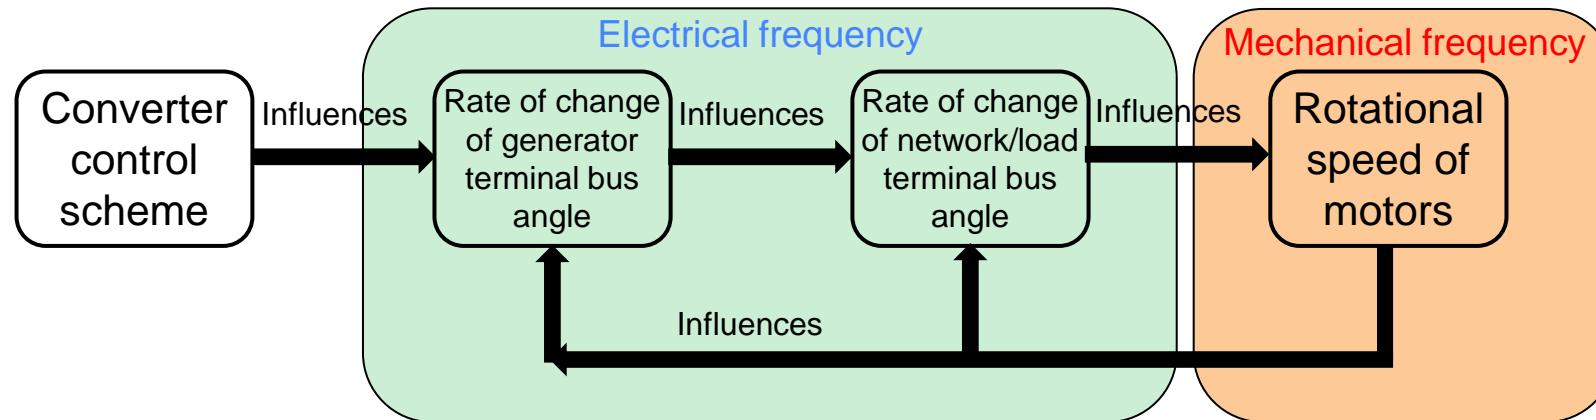 Electrical frequency
Mechanical frequency
Converter
control
scheme
Influences
Rate of change
of generator
terminal bus
angle
Influences
Rate of change
of network/load
terminal bus
angle
Influences
Rotational
speed of
motors
Influences